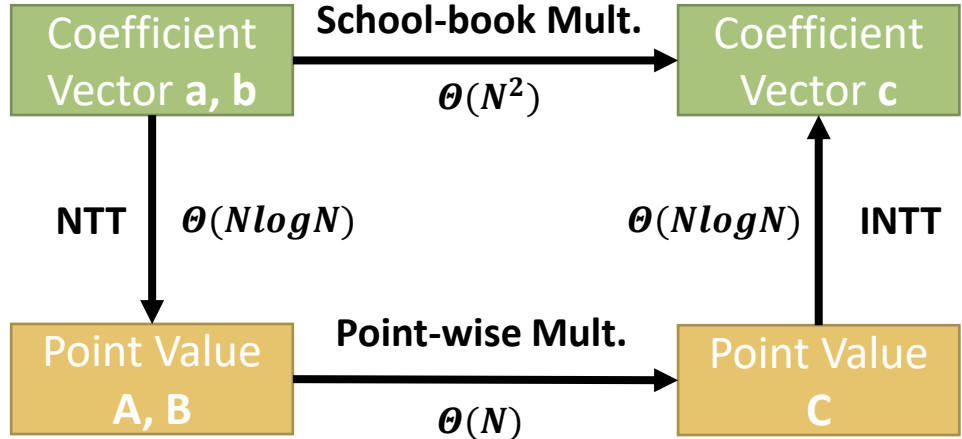 Coefficient
Vector a, b
School-book Mult.
Θ(N²)
Coefficient
Vector c
NTT
Θ(NlogN)
Θ(NlogN)
INTT
Point Value
A, B
Point-wise Mult.
Θ(N)
Point Value
C